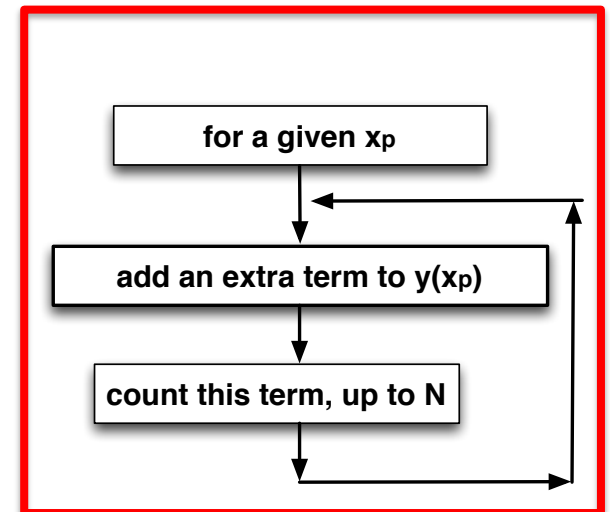 for a given xp
add an extra term to y(xp)
count this term, up to N